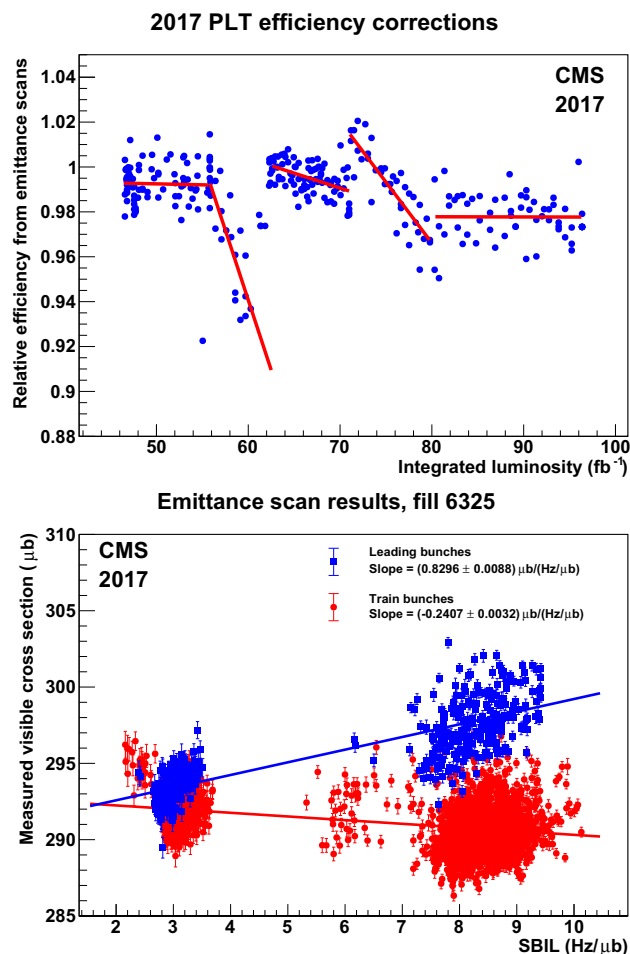 2017 PLT efficiency corrections
Relative efficiency from emittance scans
1.04
1.02
1
0.98
0.96
0.94
0.92
0.9
0.88
CMS
2017
50 60 70 80 90 100
Integrated luminosity (fb⁻¹)
Emittance scan results, fill 6325
Measured visible cross section (μb)
310
305
300
295
290
285
CMS
2017
Leading bunches
Slope = (0.8296 ± 0.0088) μb/(Hz/μb)
Train bunches
Slope = (-0.2407 ± 0.0032) μb/(Hz/μb)
2 3 4 5 6 7 8 9 10
SBIL (Hz/μb)